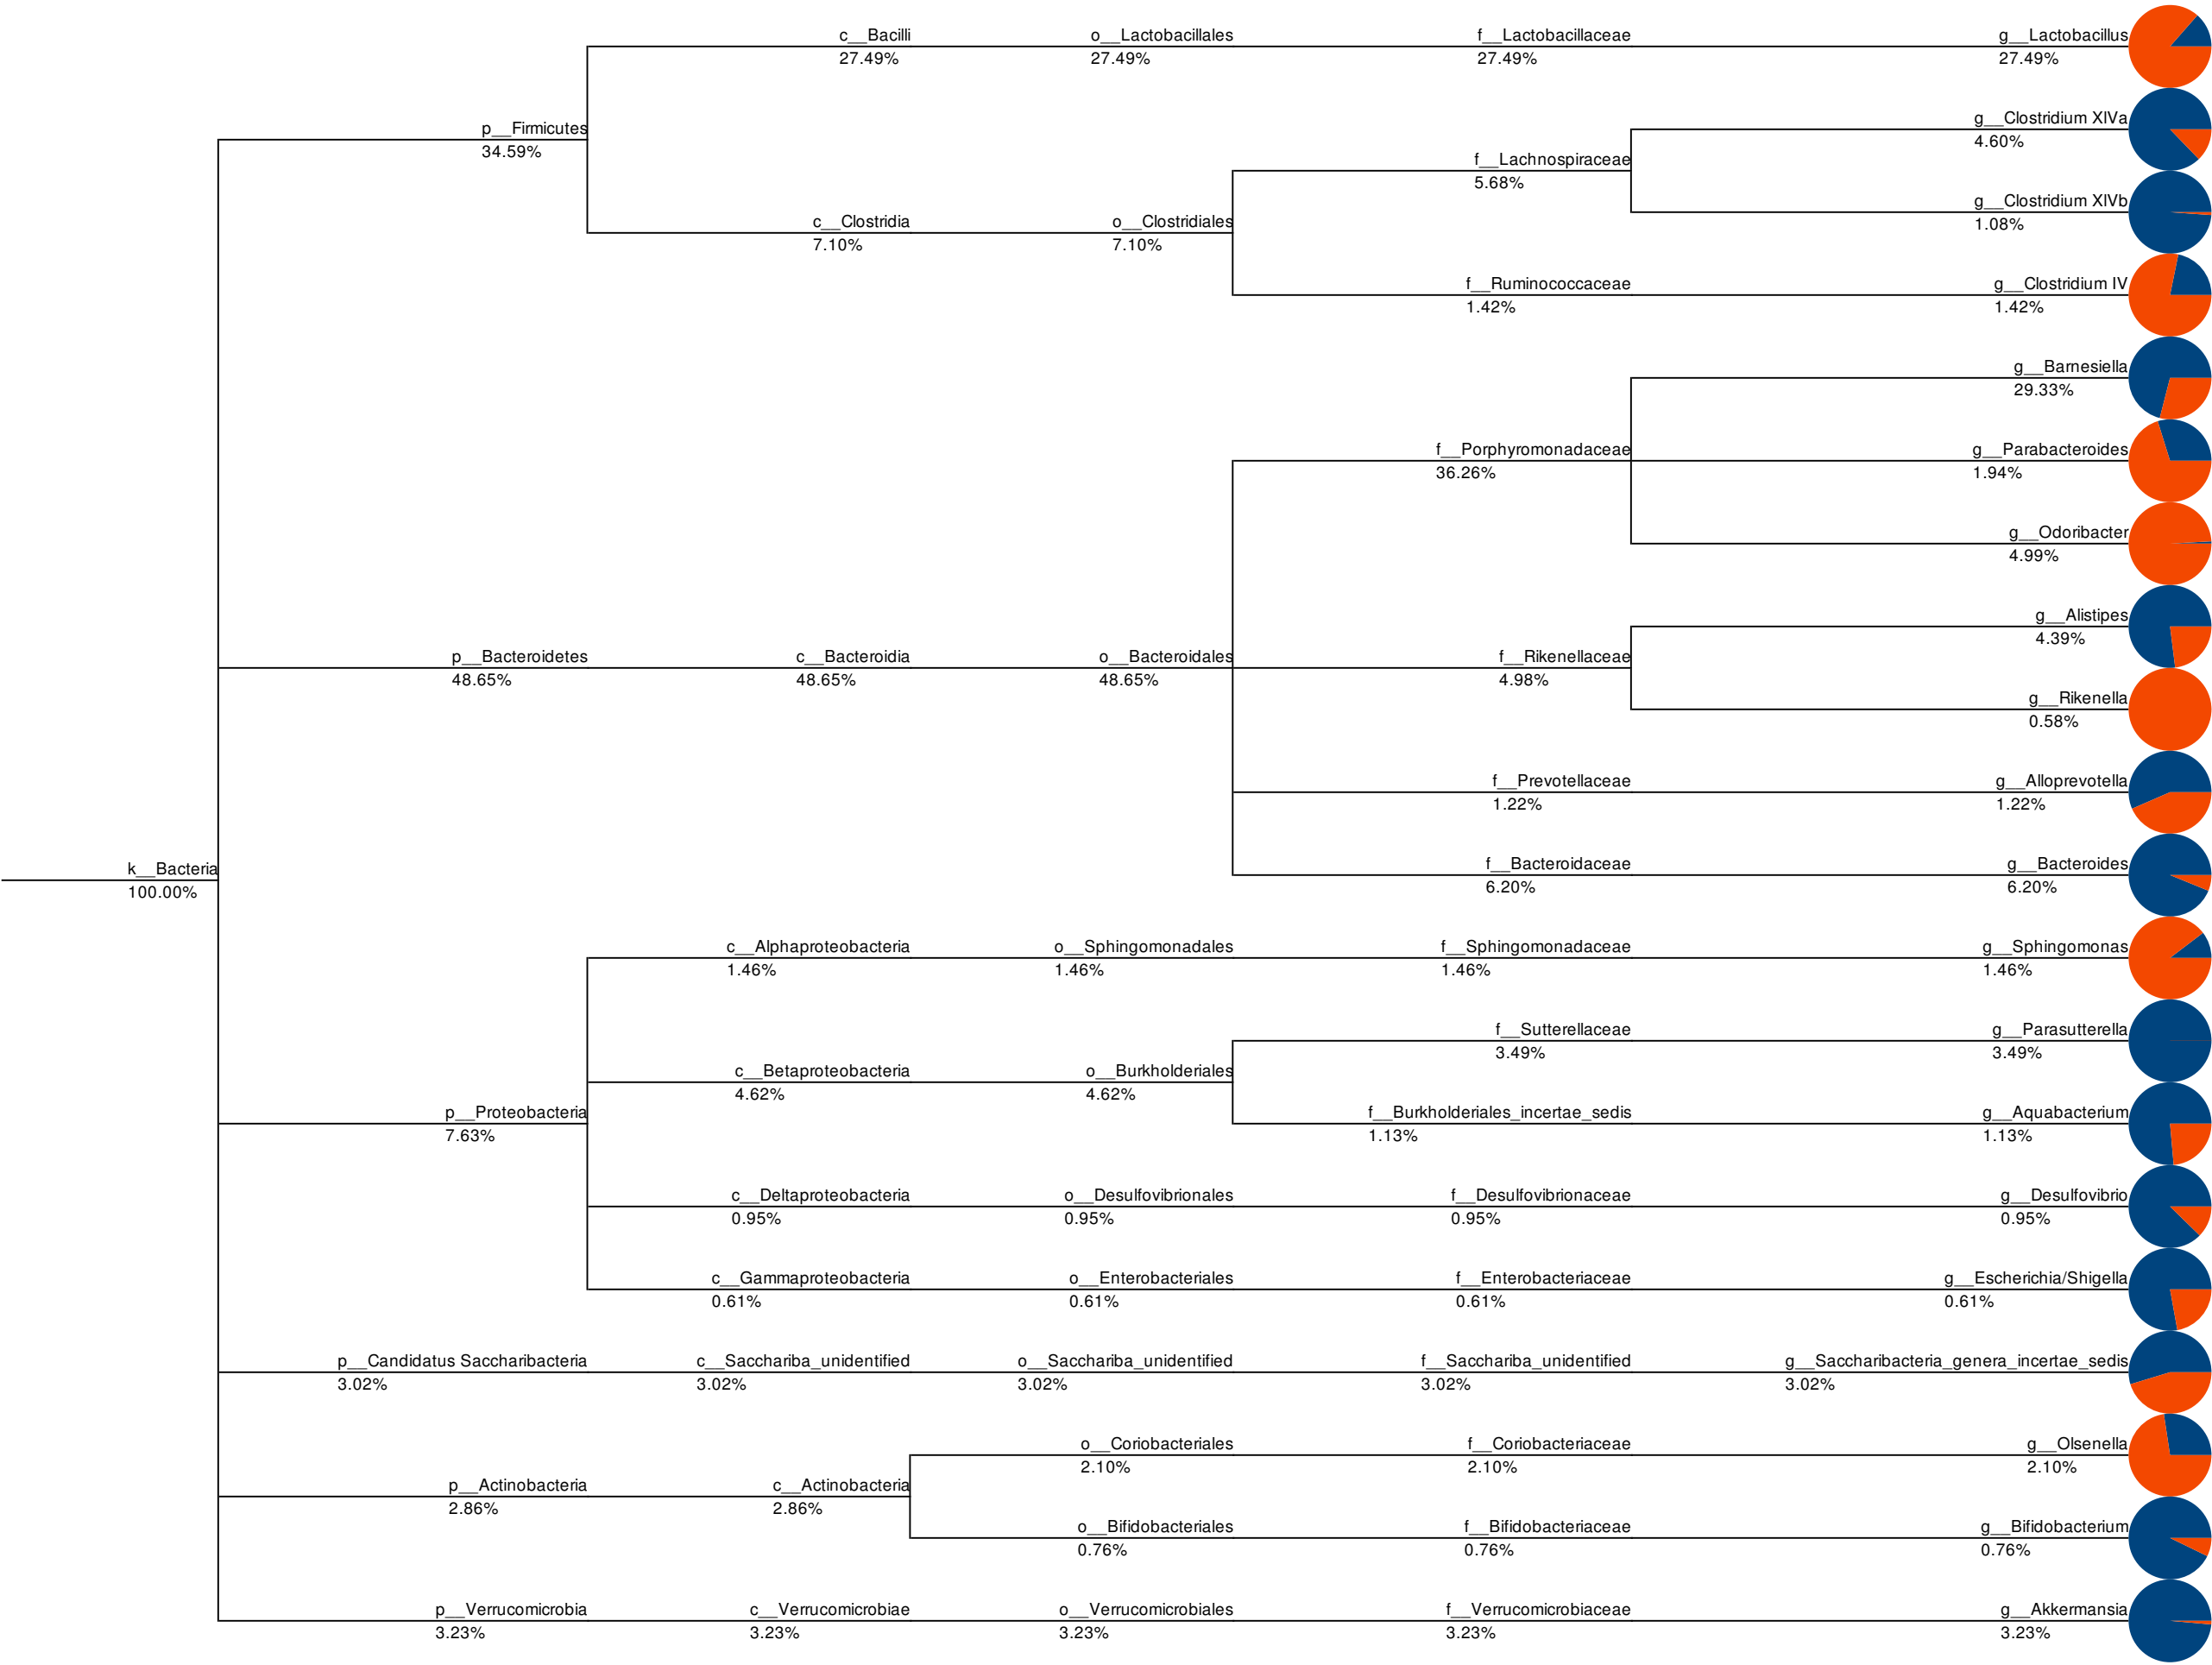 c__Bacilli o__Lactobacillales f__Lactobacillaceae g__Lactobacillus
27.49% 27.49% 27.49% 27.49%
g__Clostridium XIVa
p__Firmicutes
4.60%
34.59%
f__Lachnospiraceae
5.68%
g__Clostridium XIVb
c__Clostridia o__Clostridiales
1.08%
7.10% 7.10%
f__Ruminococcaceae g__Clostridium IV
1.42% 1.42%
g__Barnesiella
29.33%
f__Porphyromonadaceae g__Parabacteroides
36.26% 1.94%
g__Odoribacter
4.99%
g__Alistipes
4.39%
p__Bacteroidetes c__Bacteroidia o__Bacteroidales f__Rikenellaceae
48.65% 48.65% 48.65% 4.98%
g__Rikenella
0.58%
f__Prevotellaceae g__Alloprevotella
1.22% 1.22%
k__Bacteria f__Bacteroidaceae g__Bacteroides
100.00% 6.20% 6.20%
c__Alphaproteobacteria o__Sphingomonadales f__Sphingomonadaceae g__Sphingomonas
1.46% 1.46% 1.46% 1.46%
f__Sutterellaceae g__Parasutterella
3.49% 3.49%
c__Betaproteobacteria o__Burkholderiales
4.62% 4.62%
p__Proteobacteria f__Burkholderiales_incertae_sedis g__Aquabacterium
7.63% 1.13% 1.13%
c__Deltaproteobacteria o__Desulfovibrionales f__Desulfovibrionaceae g__Desulfovibrio
0.95% 0.95% 0.95% 0.95%
c__Gammaproteobacteria o__Enterobacteriales f__Enterobacteriaceae g__Escherichia/Shigella
0.61% 0.61% 0.61% 0.61%
p__Candidatus Saccharibacteria c__Sacchariba_unidentified o__Sacchariba_unidentified f__Sacchariba_unidentified g__Saccharibacteria_genera_incertae_sedis
3.02% 3.02% 3.02% 3.02% 3.02%
o__Coriobacteriales f__Coriobacteriaceae g__Olsenella
2.10% 2.10% 2.10%
p__Actinobacteria c__Actinobacteria
2.86% 2.86%
o__Bifidobacteriales f__Bifidobacteriaceae g__Bifidobacterium
0.76% 0.76% 0.76%
p__Verrucomicrobia c__Verrucomicrobiae o__Verrucomicrobiales f__Verrucomicrobiaceae g__Akkermansia
3.23% 3.23% 3.23% 3.23% 3.23%